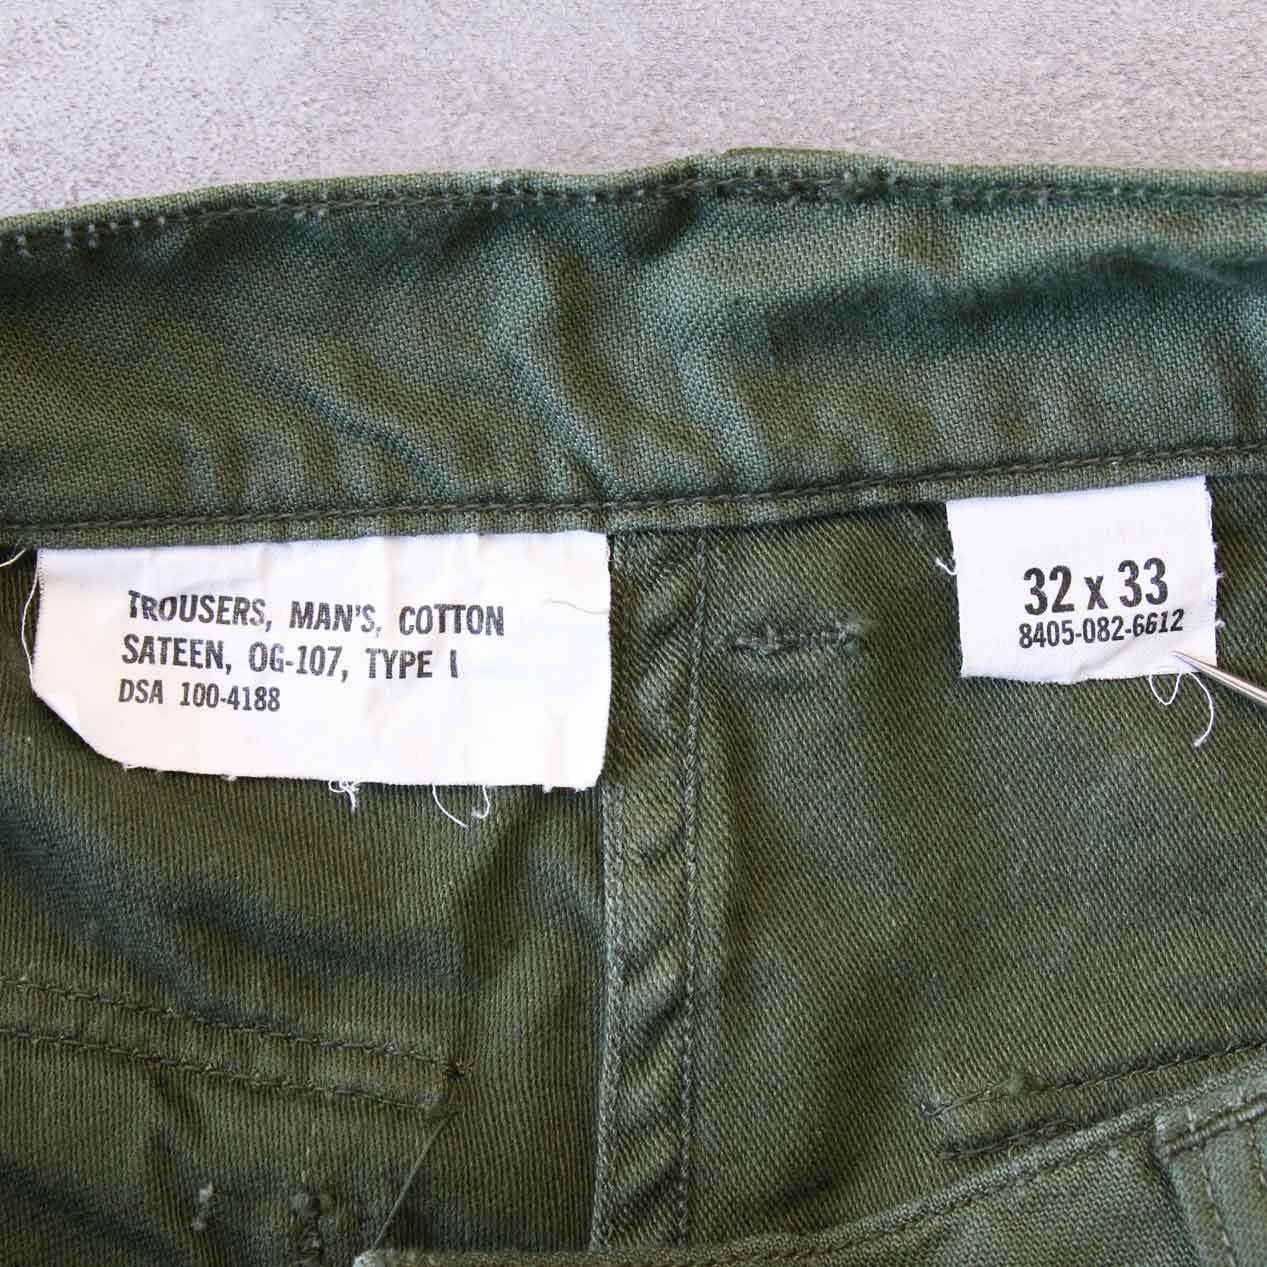 TROUSERS, MAN'S, COTTON
SATEEN, OG-107, TYPE I
DSA 100-4188
32 x 33
8405-082-6612